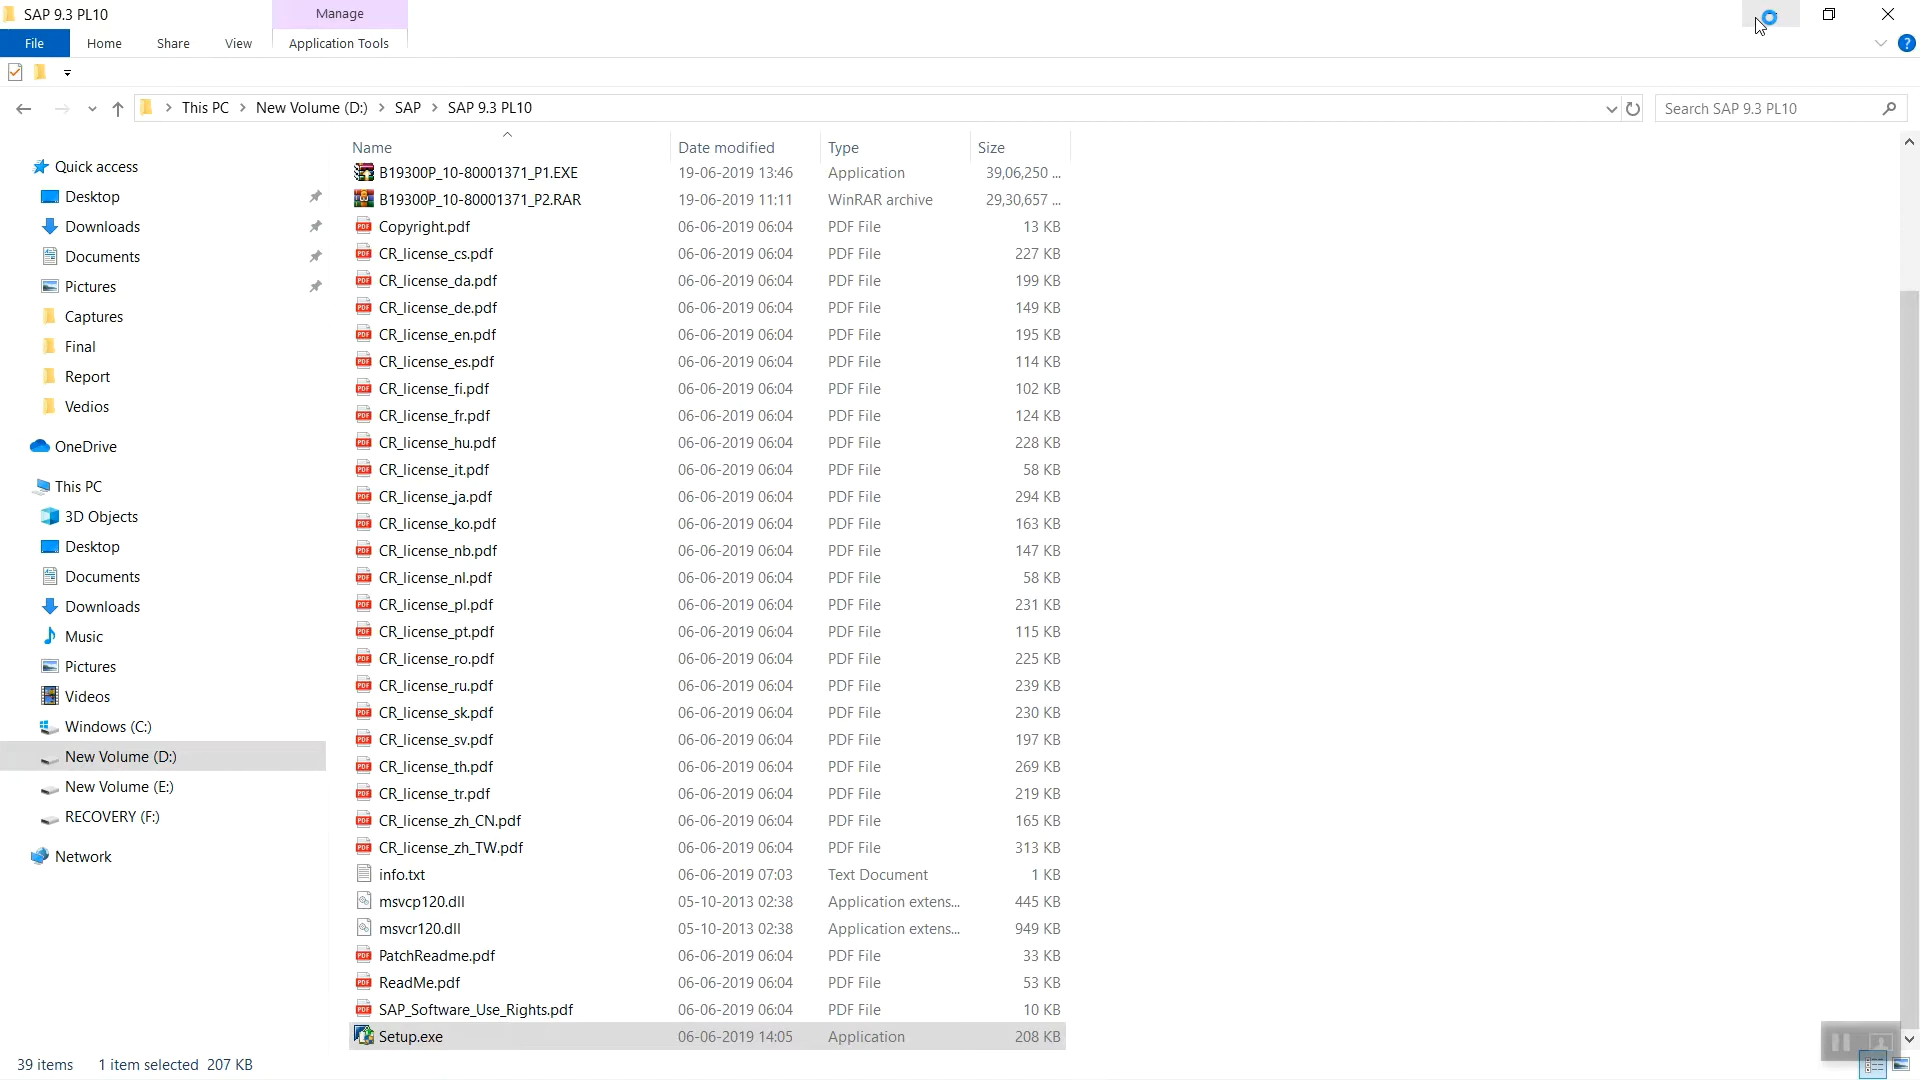 SAP 9.3 PL10
Manage
File Home Share View Application Tools
This PC New Volume (D:) SAP SAP 9.3 PL10
Search SAP 9.3 PL10
Quick access
Desktop
Downloads
Documents
Pictures
Captures
Final
Report
Vedios
OneDrive
This PC
3D Objects
Desktop
Documents
Downloads
Music
Pictures
Videos
Windows (C:)
New Volume (D:)
New Volume (E:)
RECOVERY (F:)
Network
Name Date modified Type Size
B19300P_10-80001371_P1.EXE 19-06-2019 13:46 Application 39,06,250 ...
B19300P_10-80001371_P2.RAR 19-06-2019 11:11 WinRAR archive 29,30,657 ...
Copyright.pdf 06-06-2019 06:04 PDF File 13 KB
CR_license_cs.pdf 06-06-2019 06:04 PDF File 227 KB
CR_license_da.pdf 06-06-2019 06:04 PDF File 199 KB
CR_license_de.pdf 06-06-2019 06:04 PDF File 149 KB
CR_license_en.pdf 06-06-2019 06:04 PDF File 195 KB
CR_license_es.pdf 06-06-2019 06:04 PDF File 114 KB
CR_license_fi.pdf 06-06-2019 06:04 PDF File 102 KB
CR_license_fr.pdf 06-06-2019 06:04 PDF File 124 KB
CR_license_hu.pdf 06-06-2019 06:04 PDF File 228 KB
CR_license_it.pdf 06-06-2019 06:04 PDF File 58 KB
CR_license_ja.pdf 06-06-2019 06:04 PDF File 294 KB
CR_license_ko.pdf 06-06-2019 06:04 PDF File 163 KB
CR_license_nb.pdf 06-06-2019 06:04 PDF File 147 KB
CR_license_nl.pdf 06-06-2019 06:04 PDF File 58 KB
CR_license_pl.pdf 06-06-2019 06:04 PDF File 231 KB
CR_license_pt.pdf 06-06-2019 06:04 PDF File 115 KB
CR_license_ro.pdf 06-06-2019 06:04 PDF File 225 KB
CR_license_ru.pdf 06-06-2019 06:04 PDF File 239 KB
CR_license_sk.pdf 06-06-2019 06:04 PDF File 230 KB
CR_license_sv.pdf 06-06-2019 06:04 PDF File 197 KB
CR_license_th.pdf 06-06-2019 06:04 PDF File 269 KB
CR_license_tr.pdf 06-06-2019 06:04 PDF File 219 KB
CR_license_zh_CN.pdf 06-06-2019 06:04 PDF File 165 KB
CR_license_zh_TW.pdf 06-06-2019 06:04 PDF File 313 KB
info.txt 06-06-2019 07:03 Text Document 1 KB
msvcp120.dll 05-10-2013 02:38 Application extens... 445 KB
msvcr120.dll 05-10-2013 02:38 Application extens... 949 KB
PatchReadme.pdf 06-06-2019 06:04 PDF File 33 KB
ReadMe.pdf 06-06-2019 06:04 PDF File 53 KB
SAP_Software_Use_Rights.pdf 06-06-2019 06:04 PDF File 10 KB
Setup.exe 06-06-2019 14:05 Application 208 KB
39 items 1 item selected 207 KB